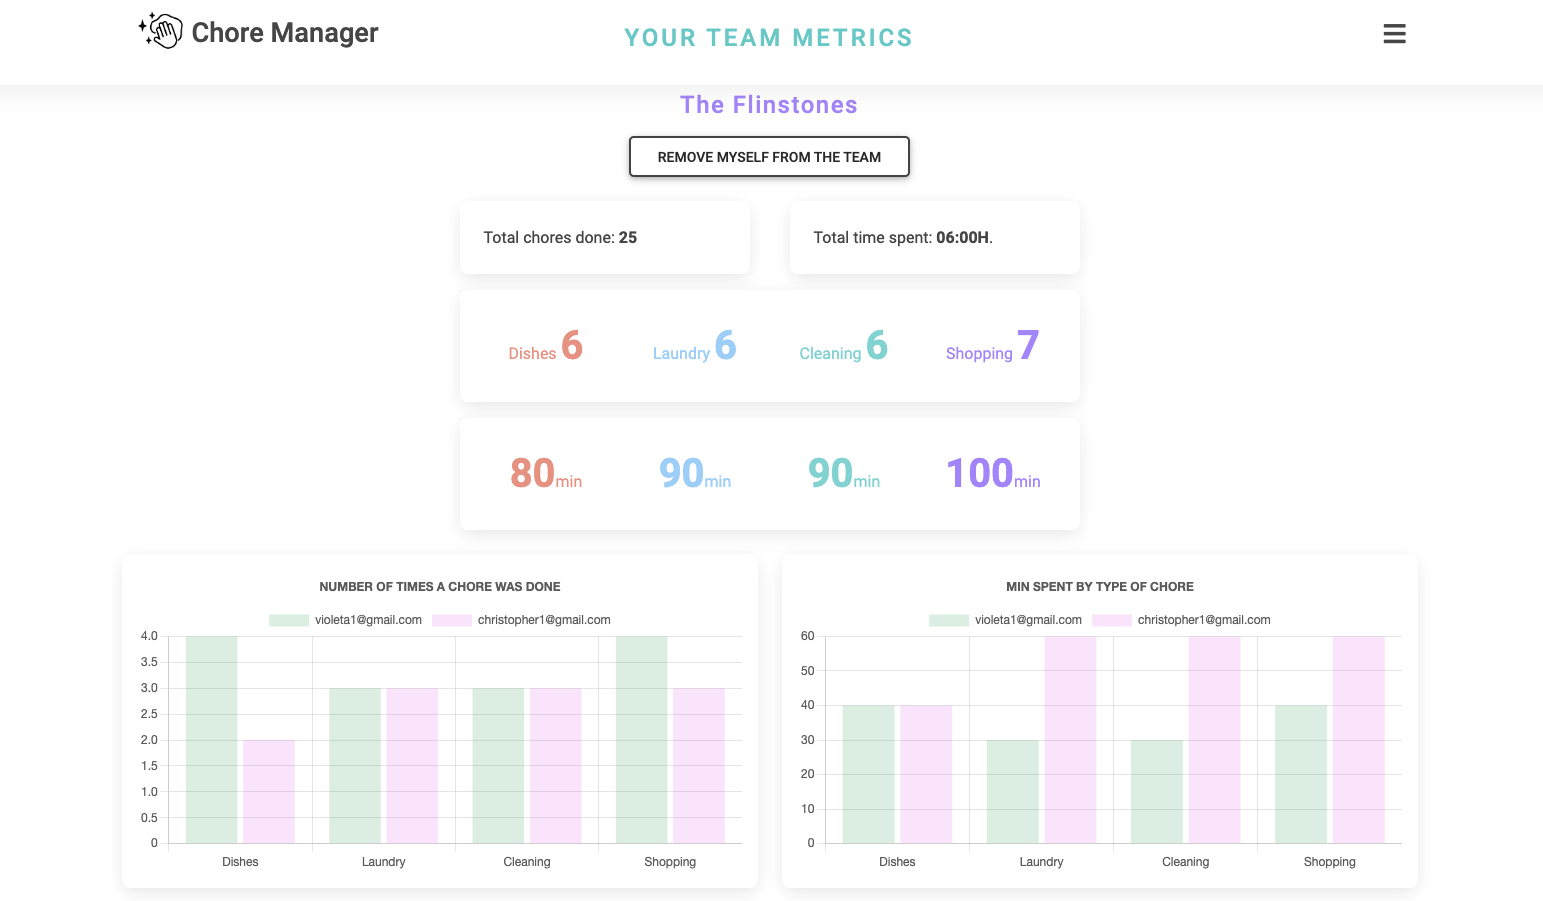 Chore Manager
YOUR TEAM METRICS
The Flinstones
REMOVE MYSELF FROM THE TEAM
Total chores done: 25
Total time spent: 06:00H.
Dishes 6
Laundry 6
Cleaning 6
Shopping 7
80min
90min
90min
100min
NUMBER OF TIMES A CHORE WAS DONE
violeta1@gmail.com
christopher1@gmail.com
4.0
3.5
3.0
2.5
2.0
1.5
1.0
0.5
0
Dishes
Laundry
Cleaning
Shopping
MIN SPENT BY TYPE OF CHORE
violeta1@gmail.com
christopher1@gmail.com
60
50
40
30
20
10
0
Dishes
Laundry
Cleaning
Shopping